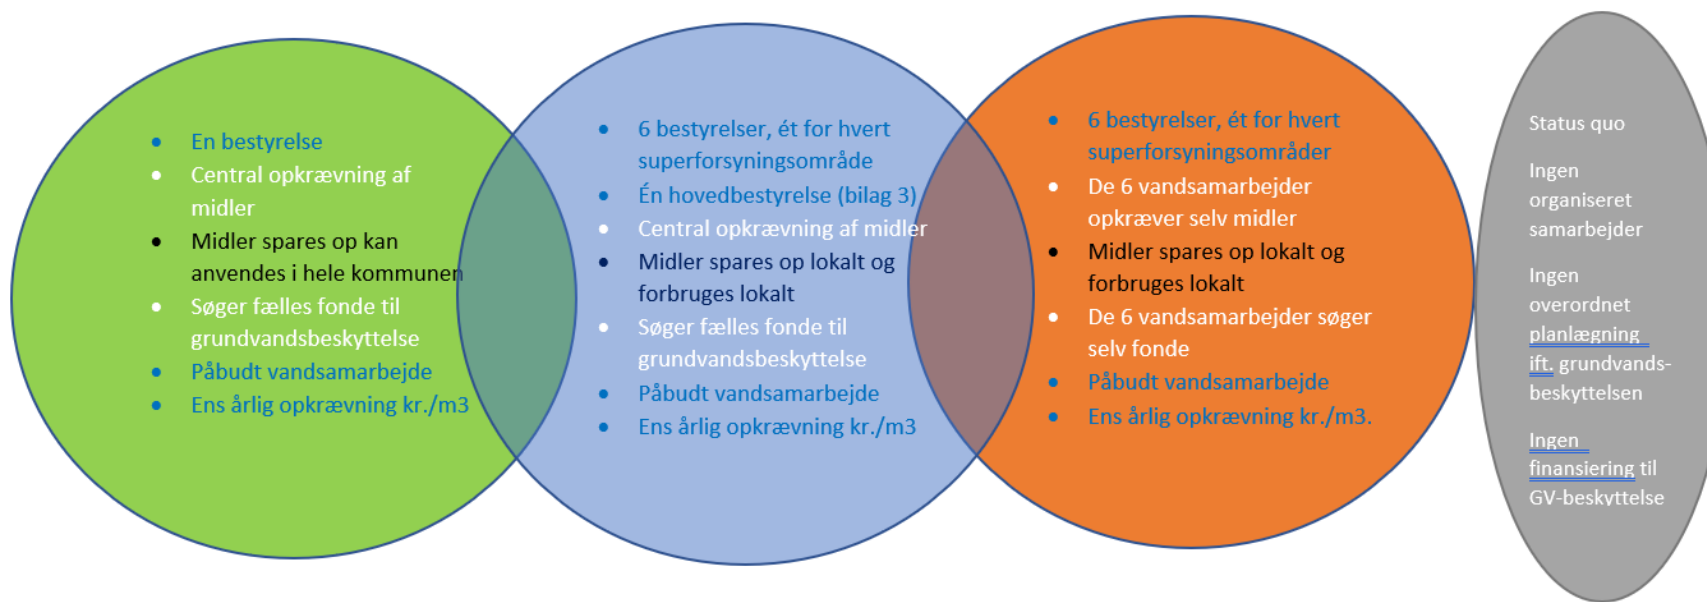 En bestyrelse
Central opkrævning af
midler
Midler spares op kan
anvendes i hele kommunen
Søger fælles fonde til
grundvandsbeskyttelse
Påbudt vandsamarbejde
Ens årlig opkrævning kr./m3
6 bestyrelser, ét for hvert
superforsyningsområde
Én hovedbestyrelse (bilag 3)
Central opkrævning af midler
Midler spares op lokalt og
forbruges lokalt
Søger fælles fonde til
grundvandsbeskyttelse
Påbudt vandsamarbejde
Ens årlig opkrævning kr./m3
6 bestyrelser, ét for hvert
superforsyningsområder
De 6 vandsamarbejder
opkræver selv midler
Midler spares op lokalt og
forbruges lokalt
De 6 vandsamarbejder søger
selv fonde
Påbudt vandsamarbejde
Ens årlig opkrævning kr./m3.
Status quo
Ingen
organiseret
samarbejder
Ingen
overordnet
planlægning
ift. grundvands-
beskyttelsen
Ingen
finansiering til
GV-beskyttelse